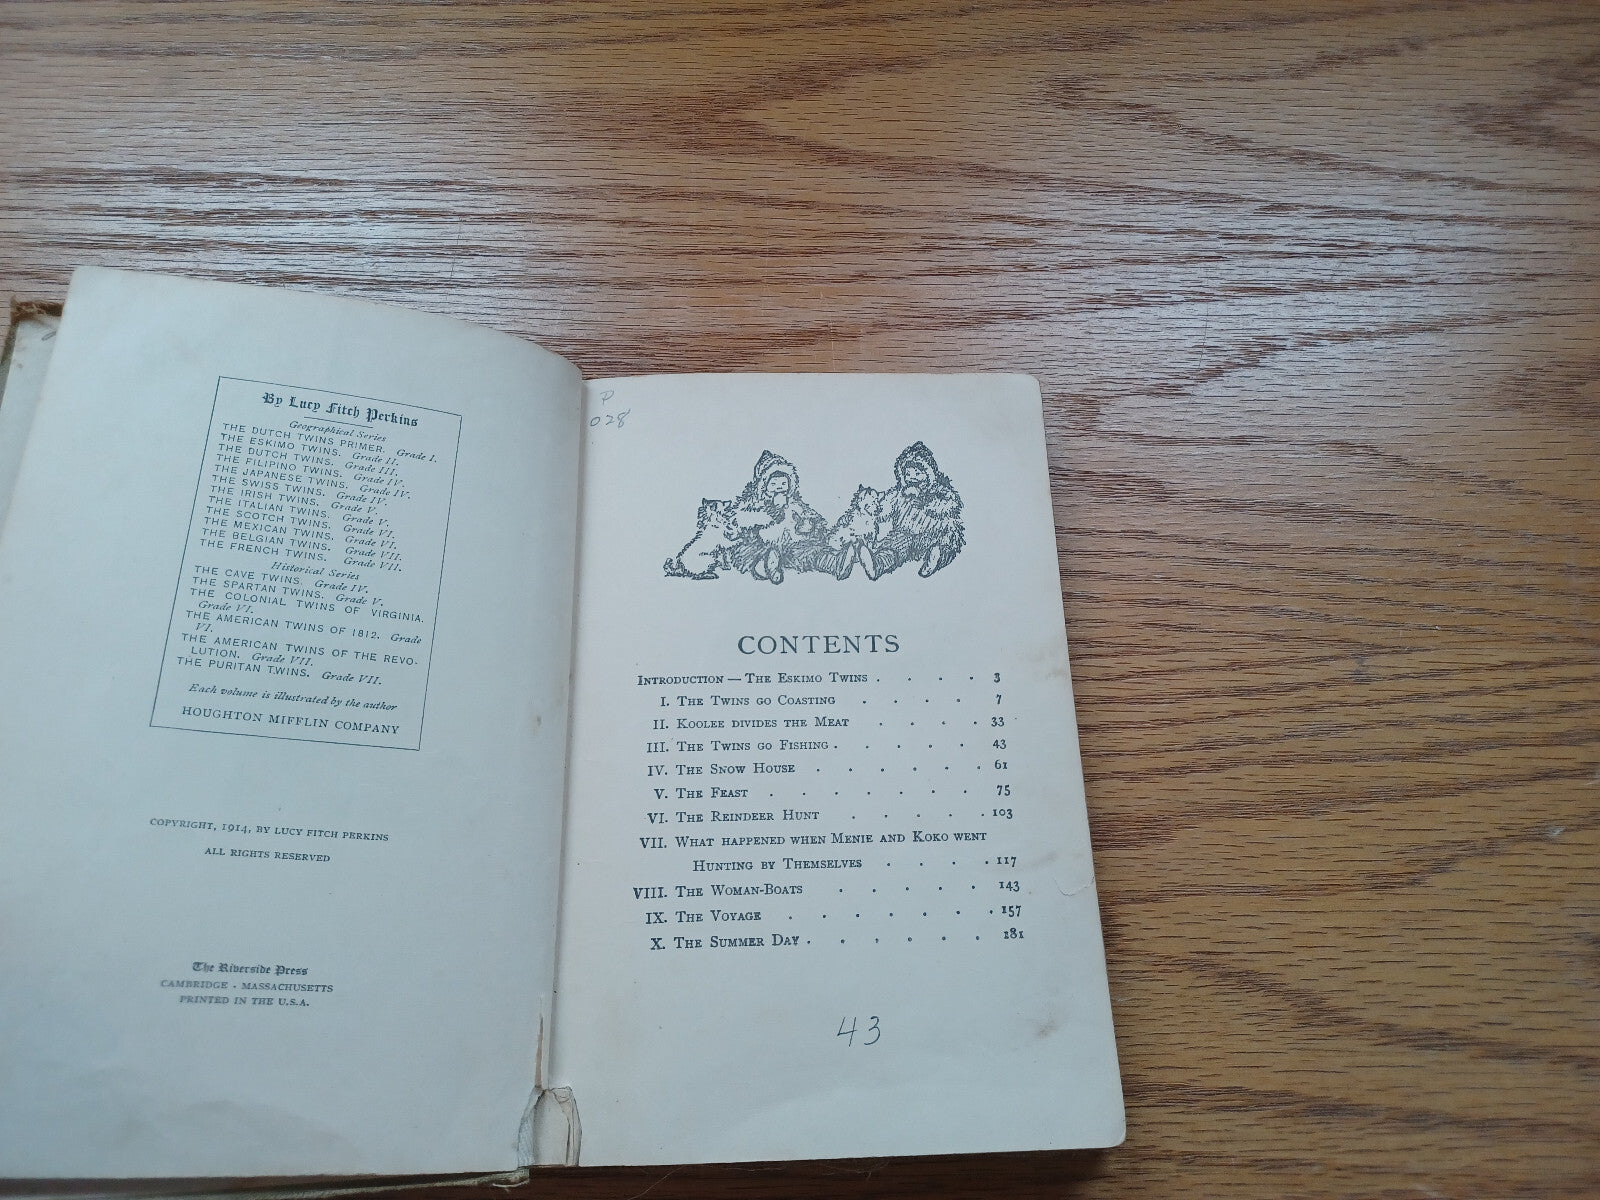 By Lucy Fitch Perkins
Geographical Series
THE DUTCH TWINS PRIMER. Grade I.
THE ESKIMO TWINS. Grade II.
THE DUTCH TWINS. Grade III.
THE FILIPINO TWINS. Grade IV.
THE JAPANESE TWINS. Grade IV.
THE SWISS TWINS. Grade IV.
THE IRISH TWINS. Grade V.
THE ITALIAN TWINS. Grade V.
THE SCOTCH TWINS. Grade VI.
THE MEXICAN TWINS. Grade VI.
THE BELGIAN TWINS. Grade VII.
THE FRENCH TWINS. Grade VII.
Historical Series
THE CAVE TWINS. Grade IV.
THE SPARTAN TWINS. Grade V.
THE COLONIAL TWINS OF VIRGINIA.
Grade VI.
THE AMERICAN TWINS OF 1812. Grade
VI.
THE AMERICAN TWINS OF THE REVO-
LUTION. Grade VII.
THE PURITAN TWINS. Grade VII.
Each volume is illustrated by the author
HOUGHTON MIFFLIN COMPANY
COPYRIGHT, 1914, BY LUCY FITCH PERKINS
ALL RIGHTS RESERVED
The Riverside Press
CAMBRIDGE · MASSACHUSETTS
PRINTED IN THE U.S.A.
P
028
CONTENTS
INTRODUCTION — THE ESKIMO TWINS . . . . 3
I. THE TWINS GO COASTING . . . . 7
II. KOOLEE DIVIDES THE MEAT . . . . 33
III. THE TWINS GO FISHING . . . . . 43
IV. THE SNOW HOUSE . . . . . . 61
V. THE FEAST . . . . . . . 75
VI. THE REINDEER HUNT . . . . . 103
VII. WHAT HAPPENED WHEN MENIE AND KOKO WENT
HUNTING BY THEMSELVES . . . . 117
VIII. THE WOMAN-BOATS . . . . . 143
IX. THE VOYAGE . . . . . . . 157
X. THE SUMMER DAY . . . . . . 181
43